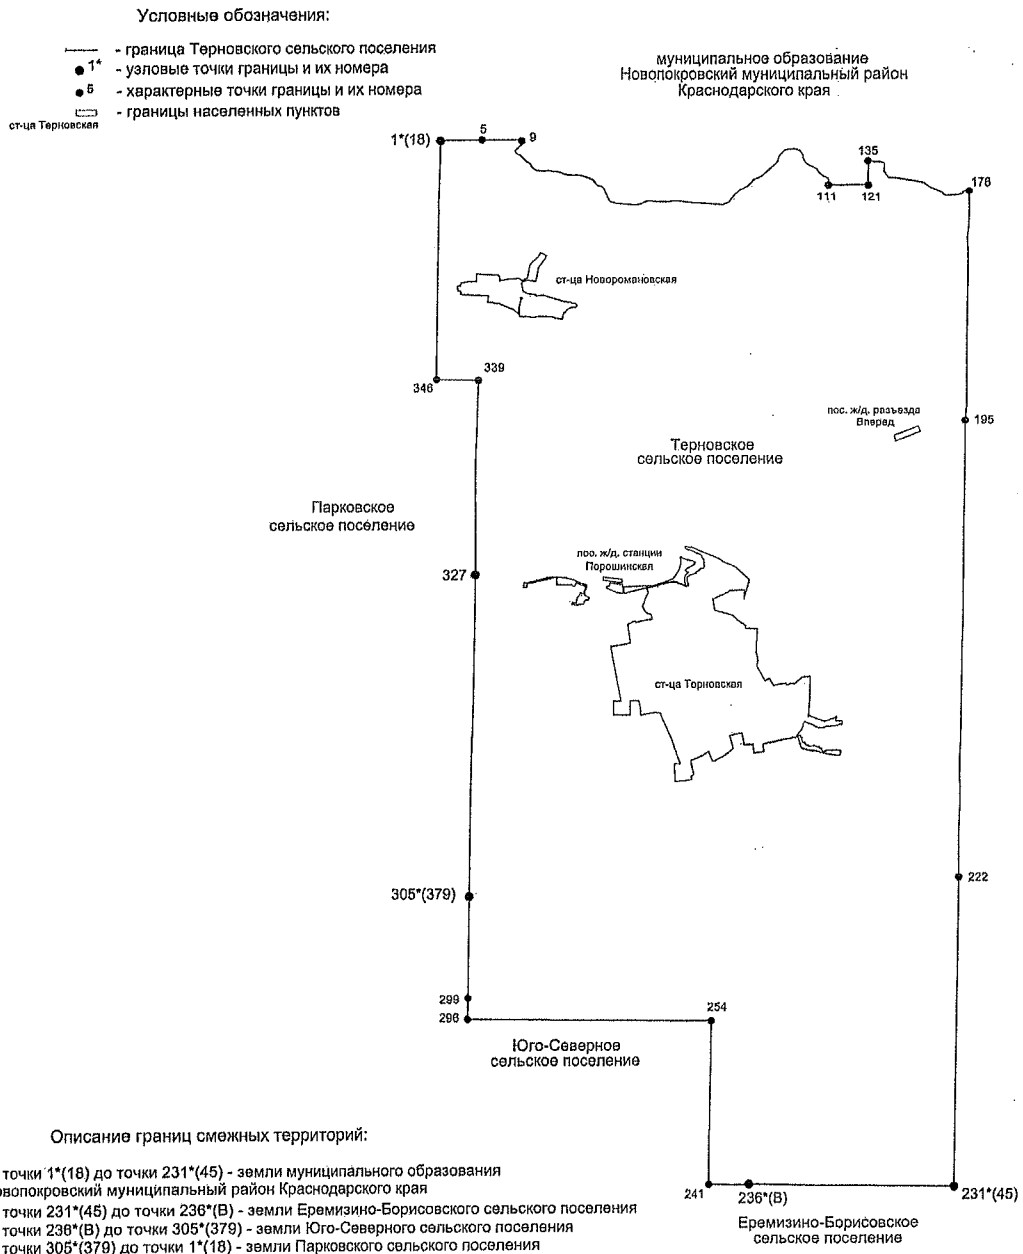 Условные обозначения:
- граница Терновского сельского поселения
1* - узловые точки границы и их номера
5 - характерные точки границы и их номера
- границы населенных пунктов
ст-ца Терновская
муниципальное образование
Новопокровский муниципальный район
Краснодарского края
1*(18)
5
9
135
111
121
176
ст-ца Новоромановская
346
339
пос. ж/д. разъезда
Вперед
195
Терновское
сельское поселение
Парковское
сельское поселение
327
пос. ж/д. станции
Порошинская
ст-ца Терновская
305*(379)
222
299
296
254
Юго-Северное
сельское поселение
241
236*(В)
231*(45)
Еремизино-Борисовское
сельское поселение
Описание границ смежных территорий:
точки 1*(18) до точки 231*(45) - земли муниципального образования
овопокровский муниципальный район Краснодарского края
точки 231*(45) до точки 236*(В) - земли Еремизино-Борисовского сельского поселения
точки 236*(В) до точки 305*(379) - земли Юго-Северного сельского поселения
точки 305*(379) до точки 1*(18) - земли Парковского сельского поселения